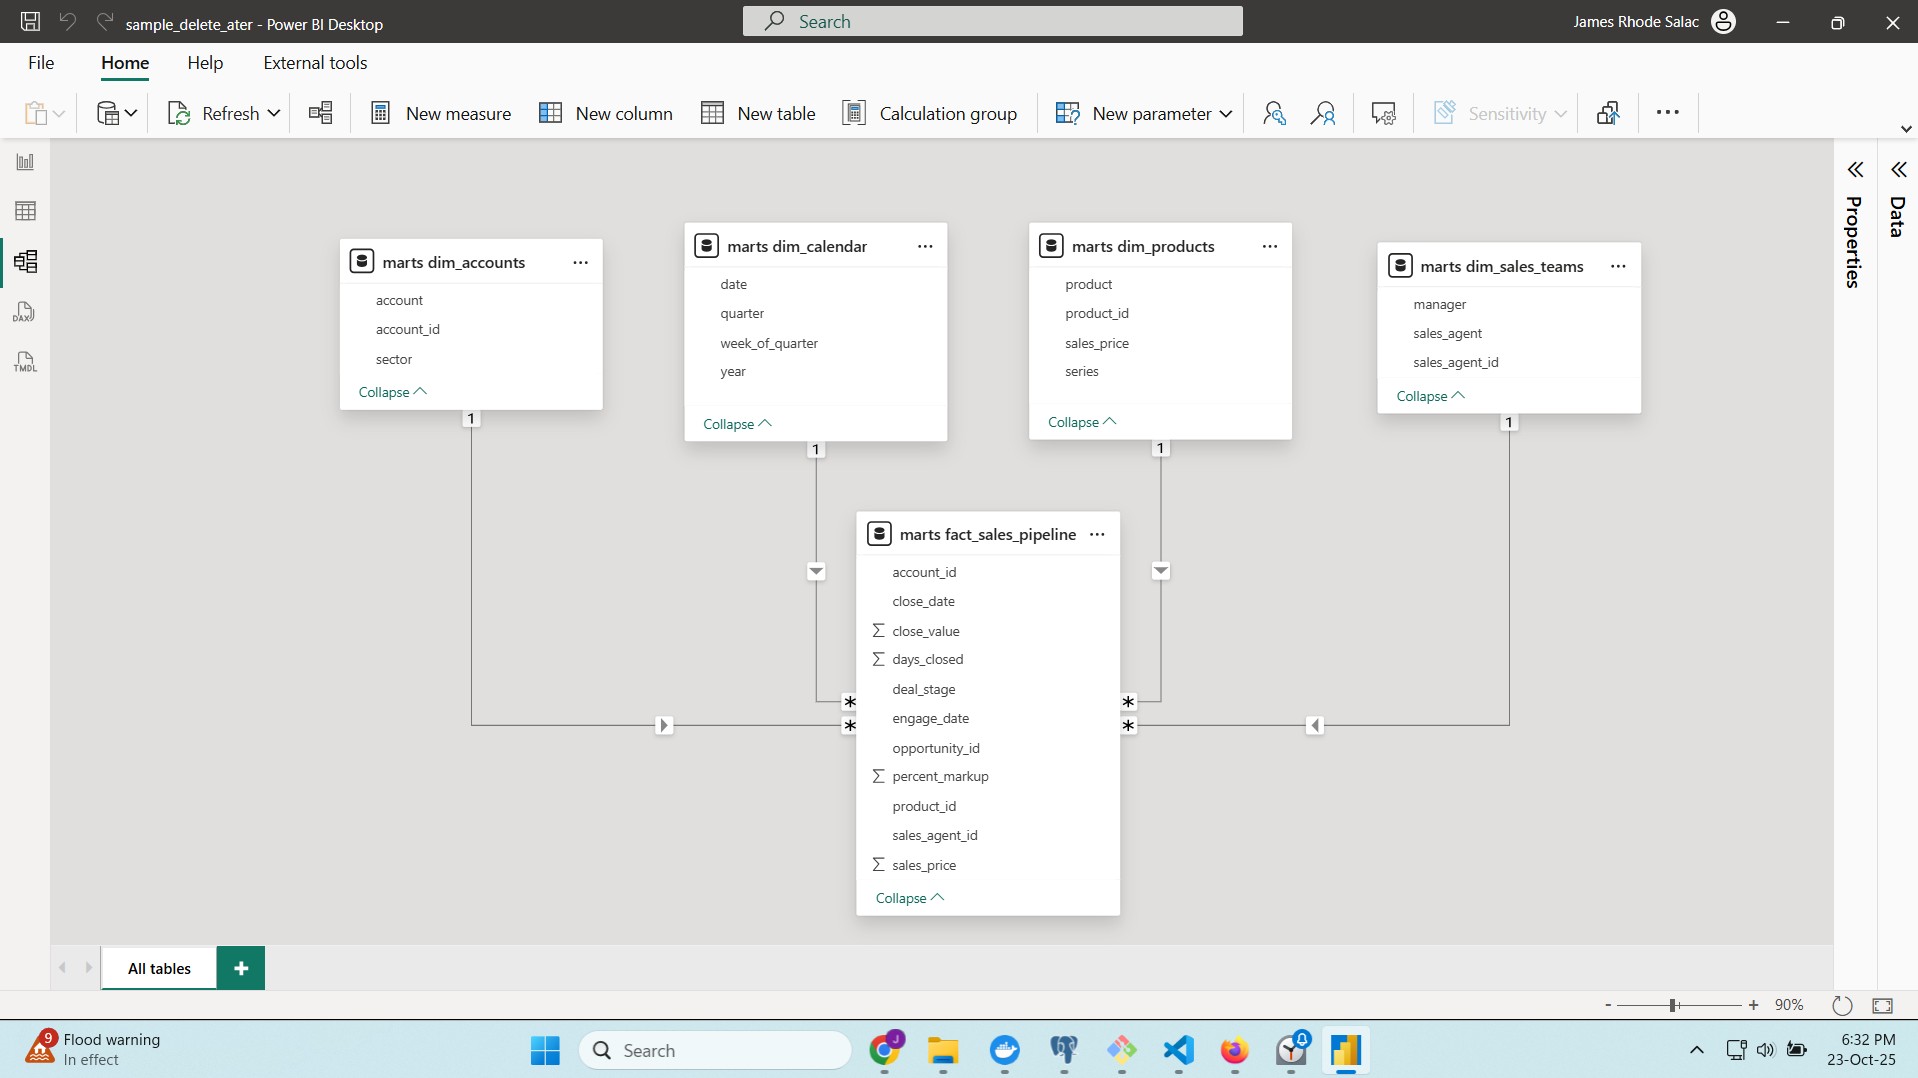 sample_delete_ater - Power BI Desktop
Search
James Rhode Salac
File
Home
Help
External tools
Refresh
New measure
New column
New table
Calculation group
New parameter
Sensitivity
DAX
TMDL
Properties
Data
marts dim_accounts
account
account_id
sector
Collapse
1
marts dim_calendar
date
quarter
week_of_quarter
year
Collapse
1
marts dim_products
product
product_id
sales_price
series
Collapse
1
marts dim_sales_teams
manager
sales_agent
sales_agent_id
Collapse
1
marts fact_sales_pipeline
account_id
close_date
∑ close_value
∑ days_closed
deal_stage
engage_date
opportunity_id
∑ percent_markup
product_id
sales_agent_id
∑ sales_price
Collapse
*
*
*
*
All tables
+
- + 90%
9
Flood warning
In effect
Search
J
6:32 PM
23-Oct-25